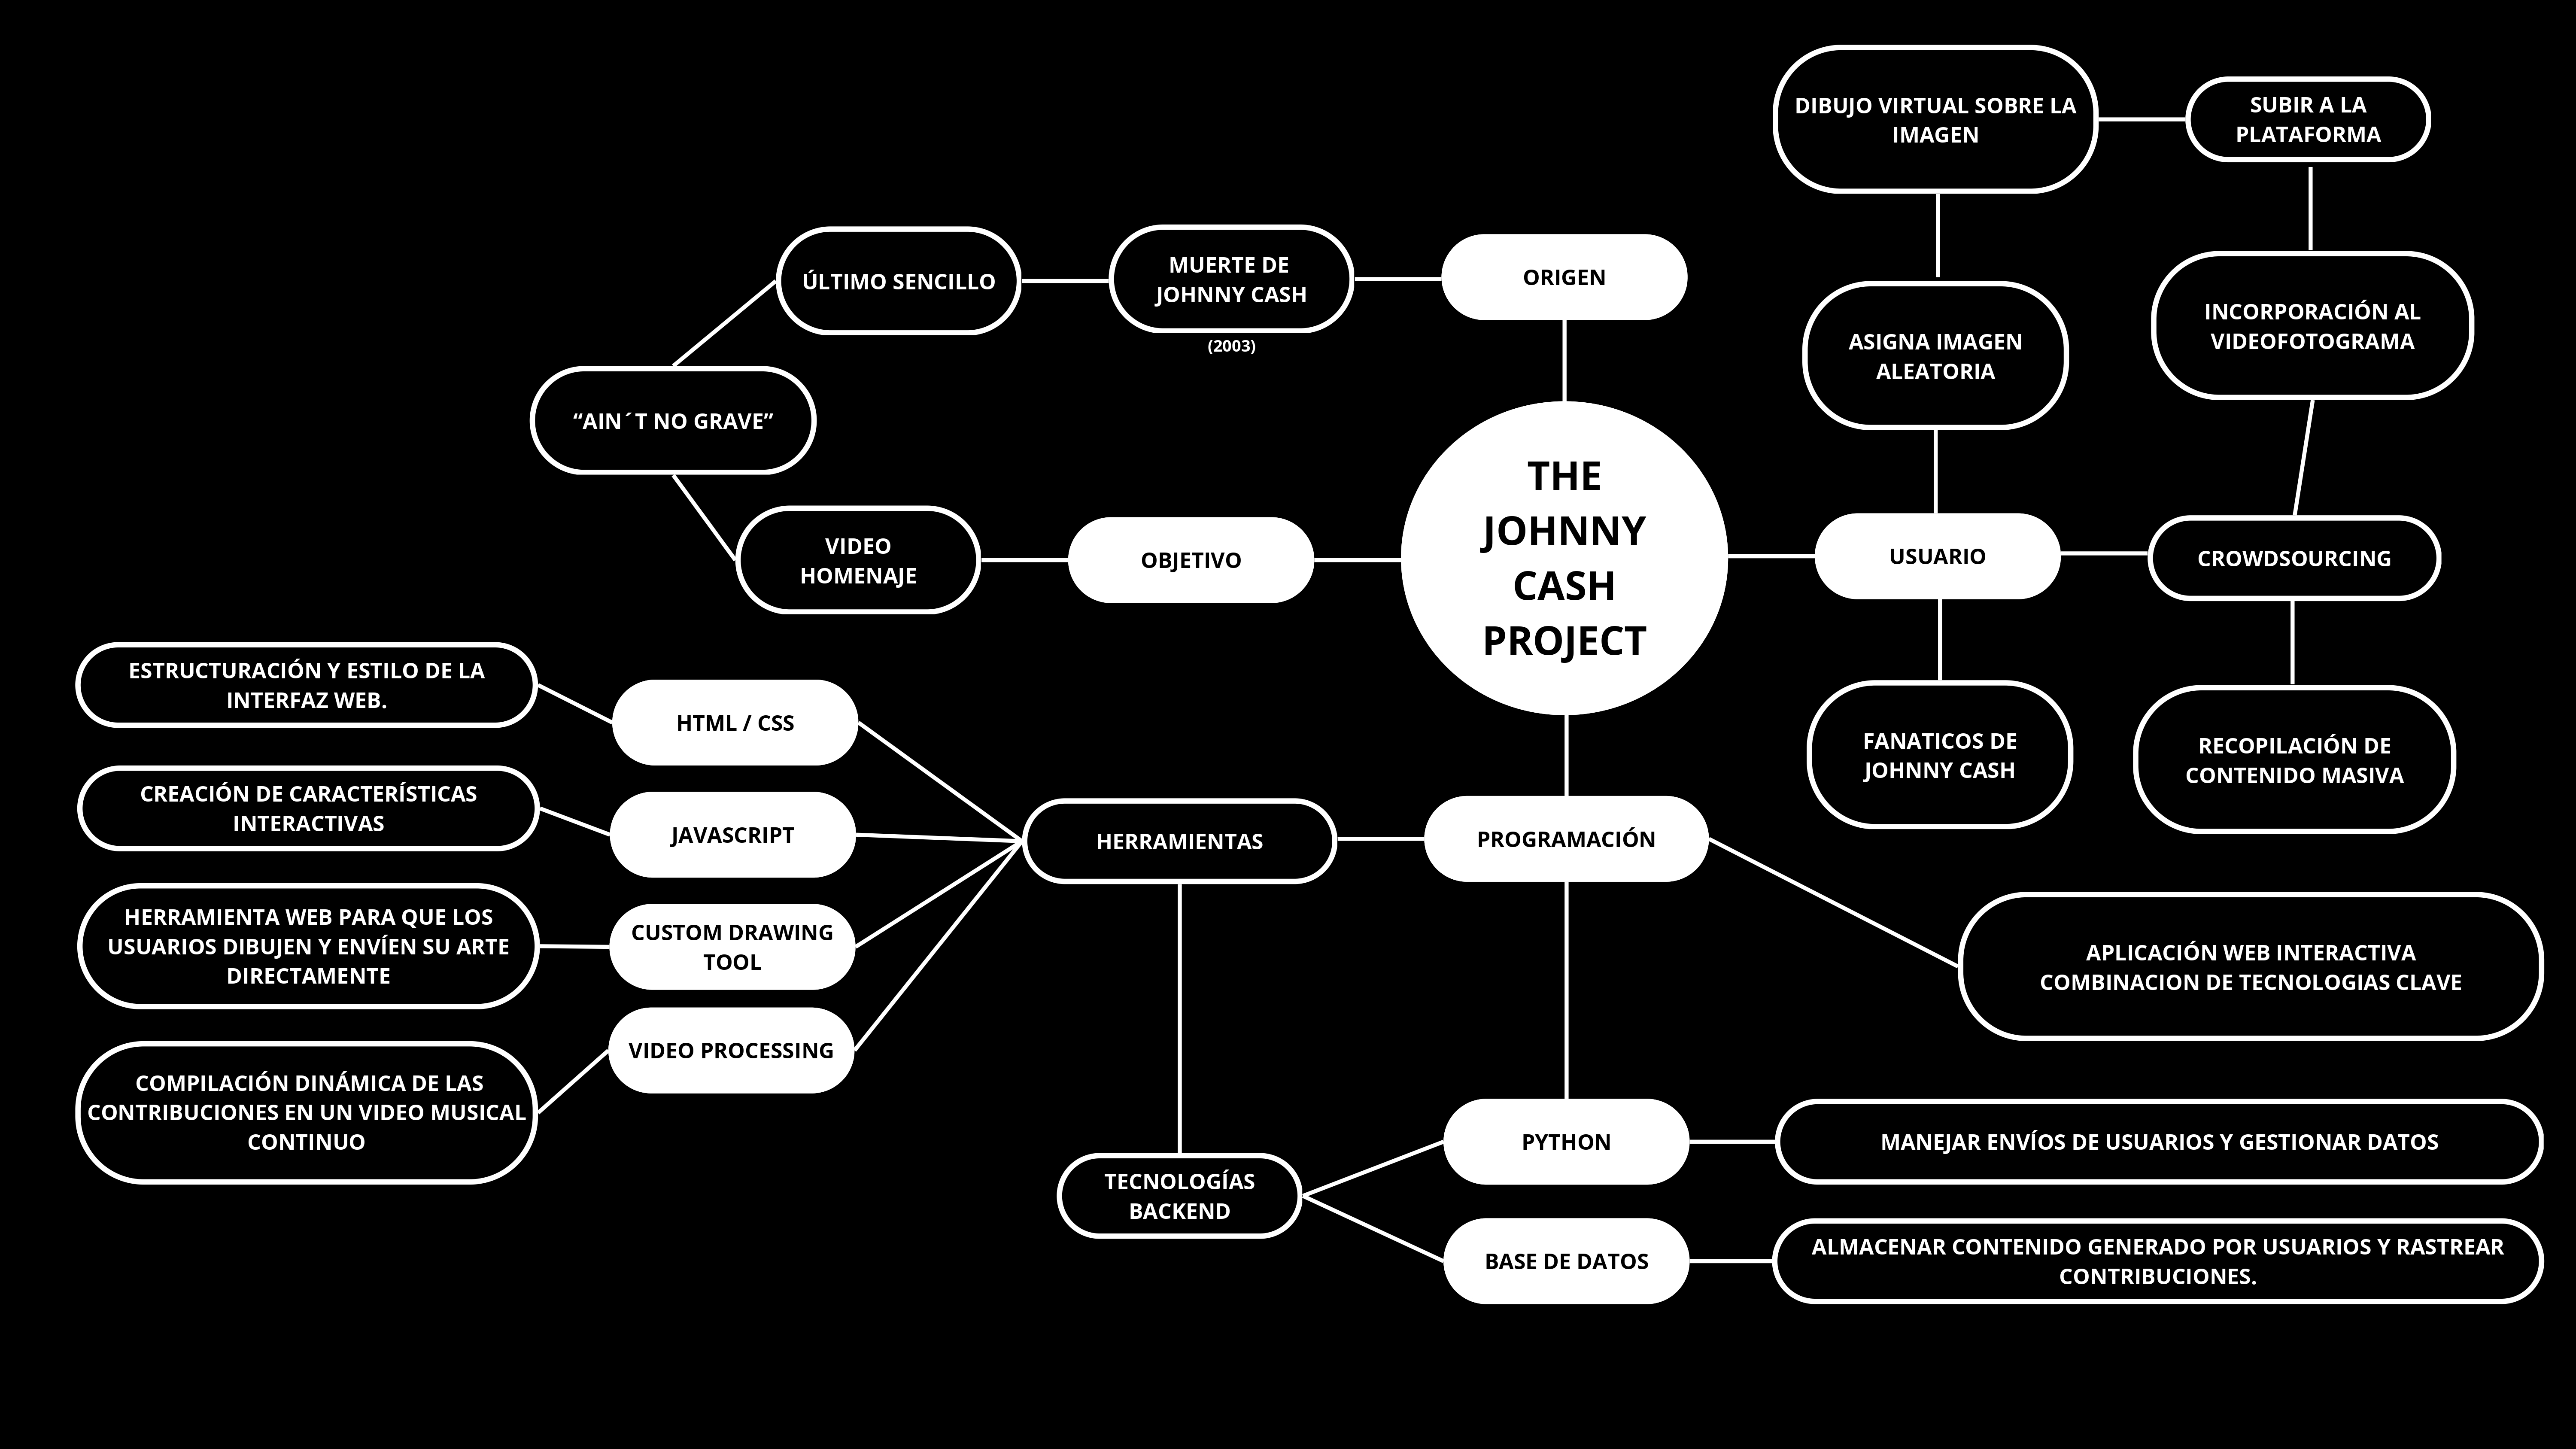 DIBUJO VIRTUAL SOBRE LA
IMAGEN
SUBIR A LA
PLATAFORMA
ÚLTIMO SENCILLO
MUERTE DE
JOHNNY CASH
(2003)
ORIGEN
ASIGNA IMAGEN
ALEATORIA
INCORPORACIÓN AL
VIDEOFOTOGRAMA
“AIN´T NO GRAVE”
VIDEO
HOMENAJE
OBJETIVO
THE
JOHNNY
CASH
PROJECT
USUARIO
CROWDSOURCING
FANATICOS DE
JOHNNY CASH
RECOPILACIÓN DE
CONTENIDO MASIVA
ESTRUCTURACIÓN Y ESTILO DE LA
INTERFAZ WEB.
HTML / CSS
CREACIÓN DE CARACTERÍSTICAS
INTERACTIVAS
JAVASCRIPT
HERRAMIENTAS
PROGRAMACIÓN
HERRAMIENTA WEB PARA QUE LOS
USUARIOS DIBUJEN Y ENVÍEN SU ARTE
DIRECTAMENTE
CUSTOM DRAWING
TOOL
APLICACIÓN WEB INTERACTIVA
COMBINACION DE TECNOLOGIAS CLAVE
COMPILACIÓN DINÁMICA DE LAS
CONTRIBUCIONES EN UN VIDEO MUSICAL
CONTINUO
VIDEO PROCESSING
TECNOLOGÍAS
BACKEND
PYTHON
MANEJAR ENVÍOS DE USUARIOS Y GESTIONAR DATOS
BASE DE DATOS
ALMACENAR CONTENIDO GENERADO POR USUARIOS Y RASTREAR
CONTRIBUCIONES.